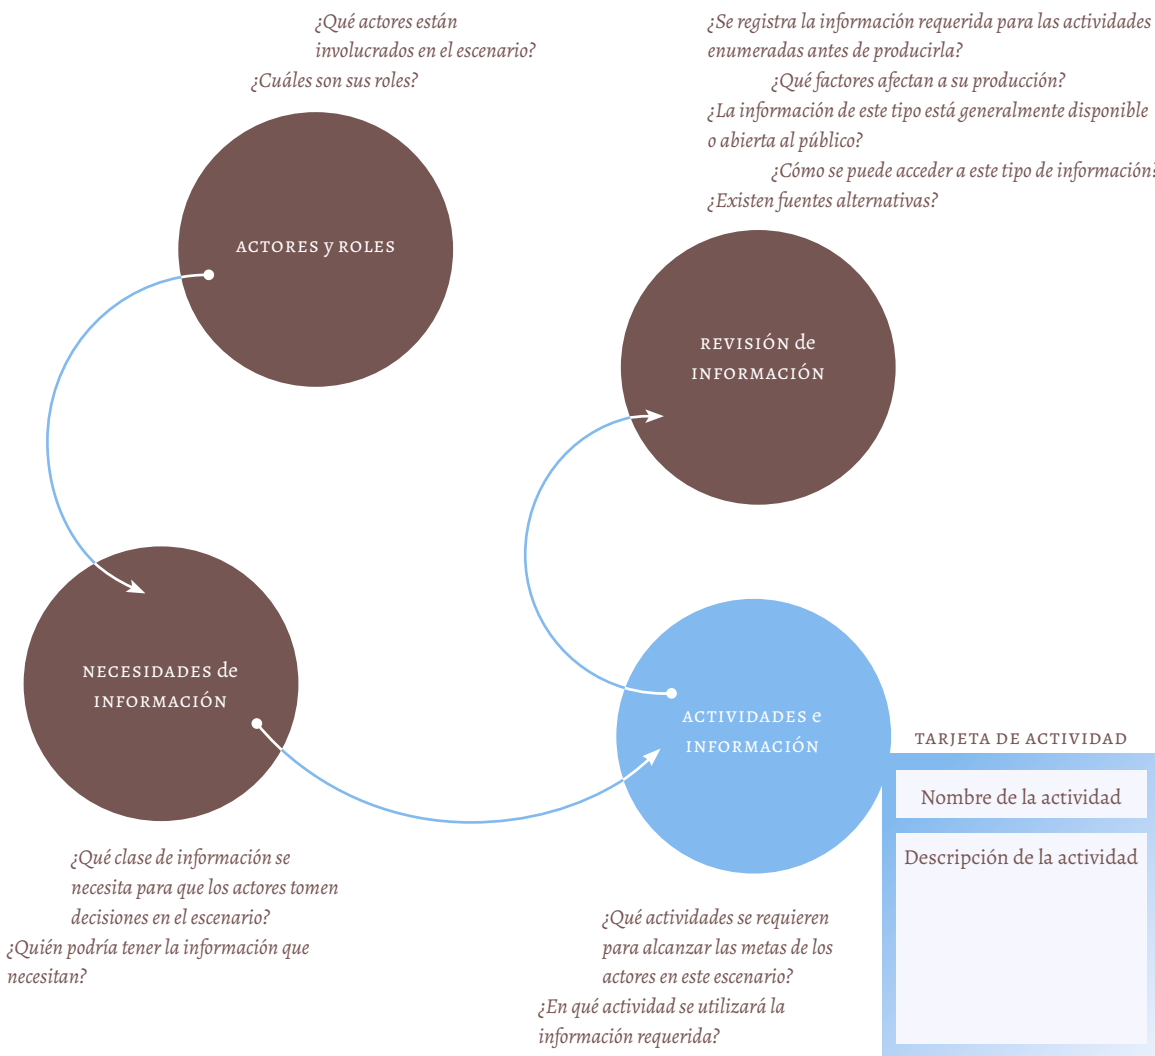 ¿Qué actores están
involucrados en el escenario?
¿Cuáles son sus roles?
ACTORES y ROLES
¿Se registra la información requerida para las actividades
enumeradas antes de producirla?
¿Qué factores afectan a su producción?
¿La información de este tipo está generalmente disponible
o abierta al público?
¿Cómo se puede acceder a este tipo de información?
¿Existen fuentes alternativas?
REVISIÓN de
INFORMACIÓN
NECESIDADES de
INFORMACIÓN
¿Qué clase de información se
necesita para que los actores tomen
decisiones en el escenario?
¿Quién podría tener la información que
necesitan?
ACTIVIDADES e
INFORMACIÓN
¿Qué actividades se requieren
para alcanzar las metas de los
actores en este escenario?
¿En qué actividad se utilizará la
información requerida?
TARJETA DE ACTIVIDAD
Nombre de la actividad
Descripción de la actividad